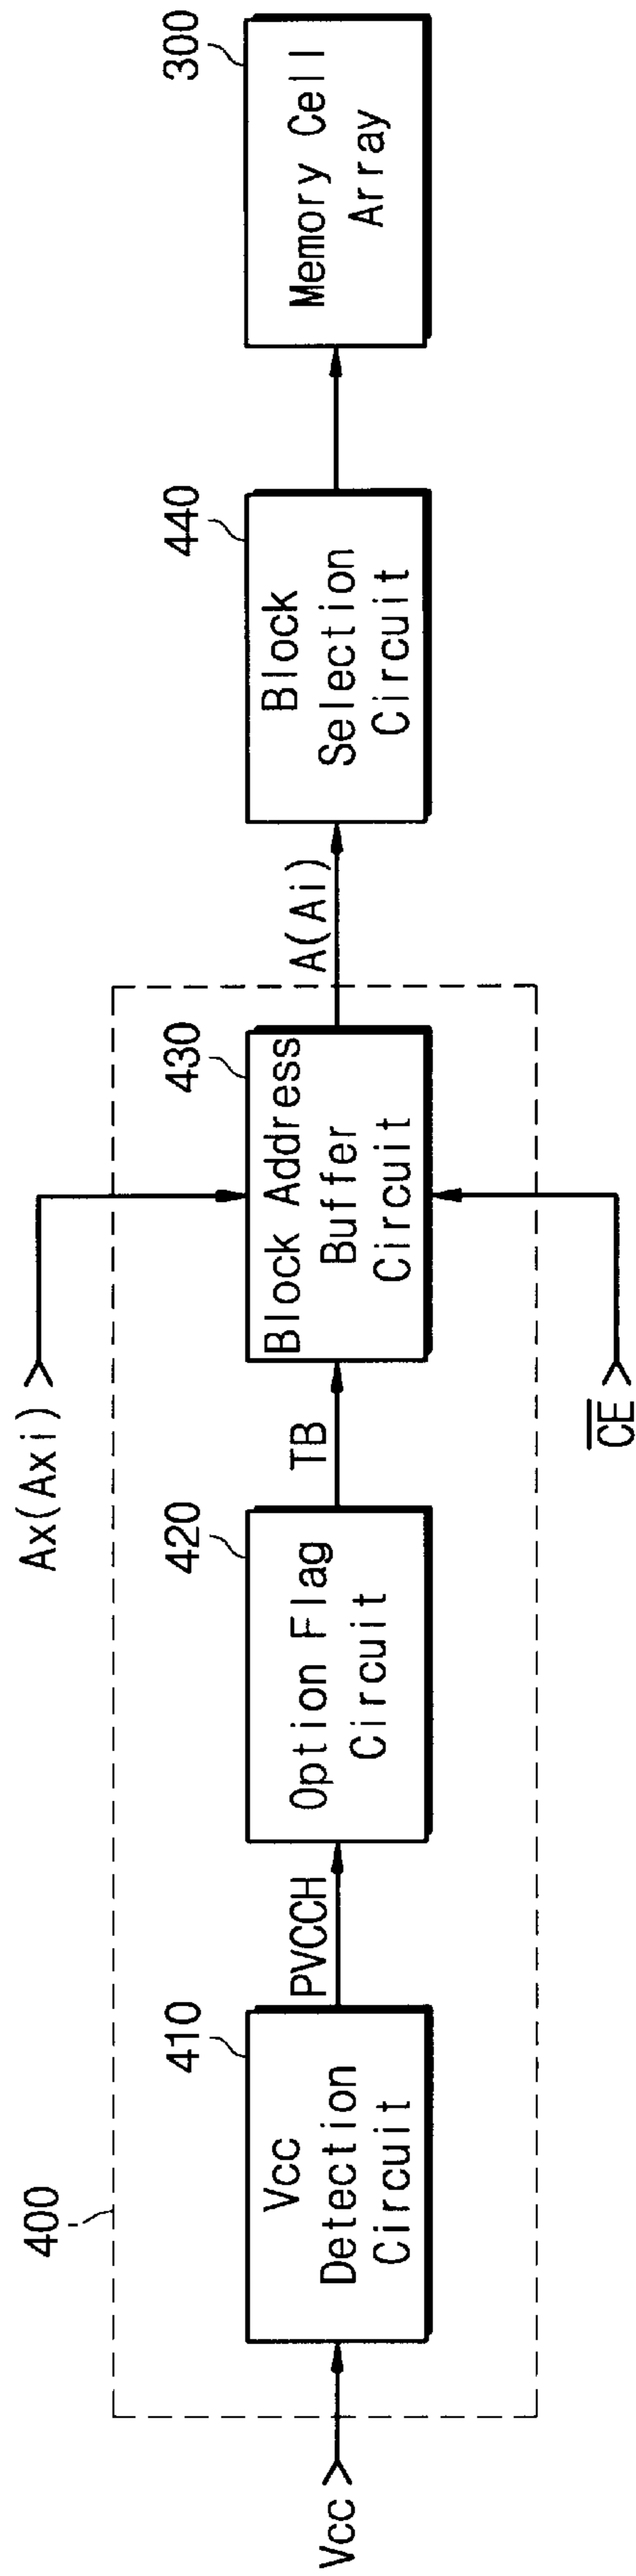 400
Vcc
410
Vcc
Detection
Circuit
PVCCH
420
Option Flag
Circuit
TB
Ax(Axi)
C̅E̅
430
Block Address
Buffer
Circuit
A(Ai)
440
Block
Selection
Circuit
300
Memory Cell
Array